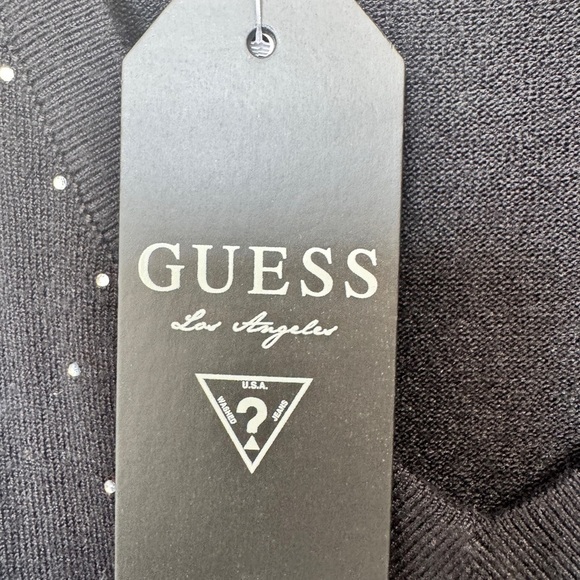 GUESS
Los Angeles
U.S.A.
WASHED
?
JEANS